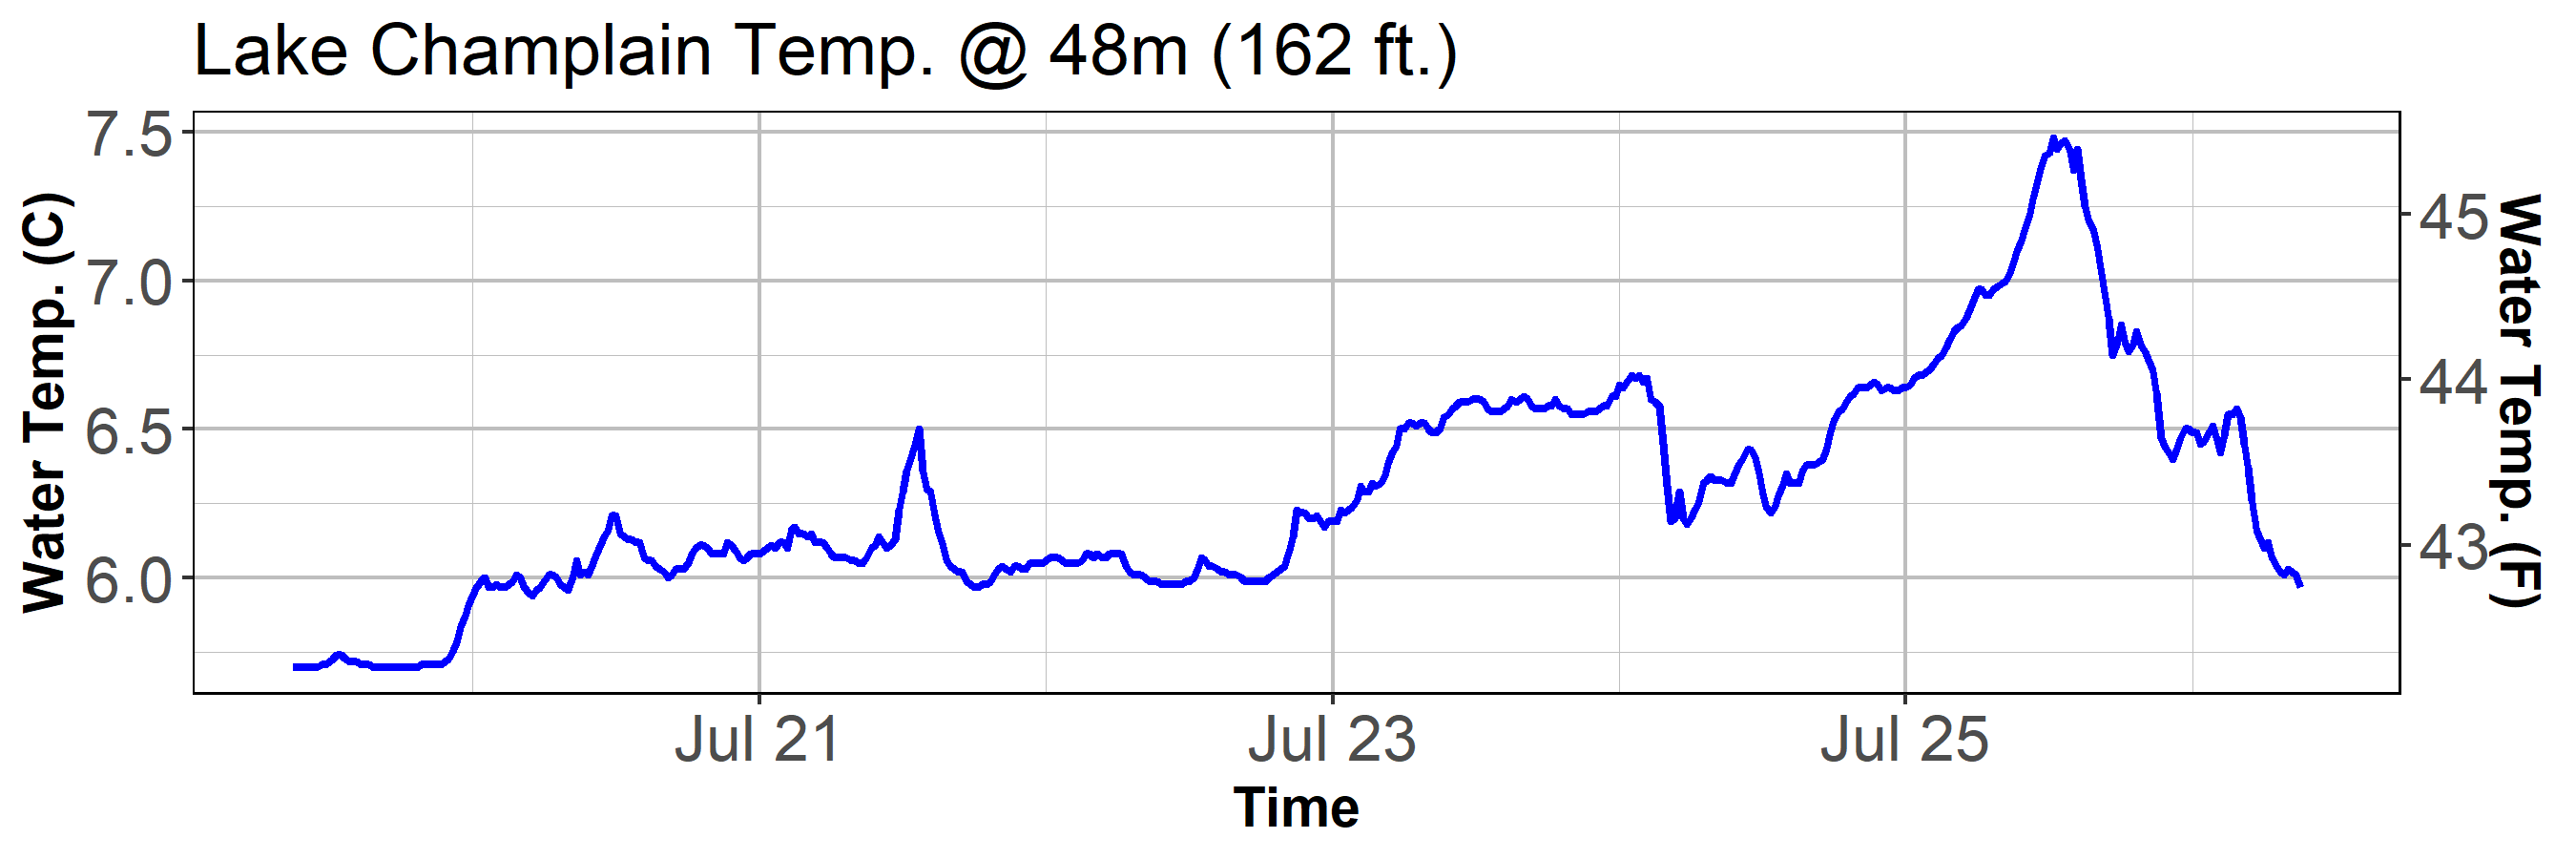 Lake Champlain Temp. @ 48m (162 ft.)
Water Temp. (C)
7.5
7.0
6.5
6.0
45
44
43
Water Temp. (F)
Jul 21 Jul 23 Jul 25
Time